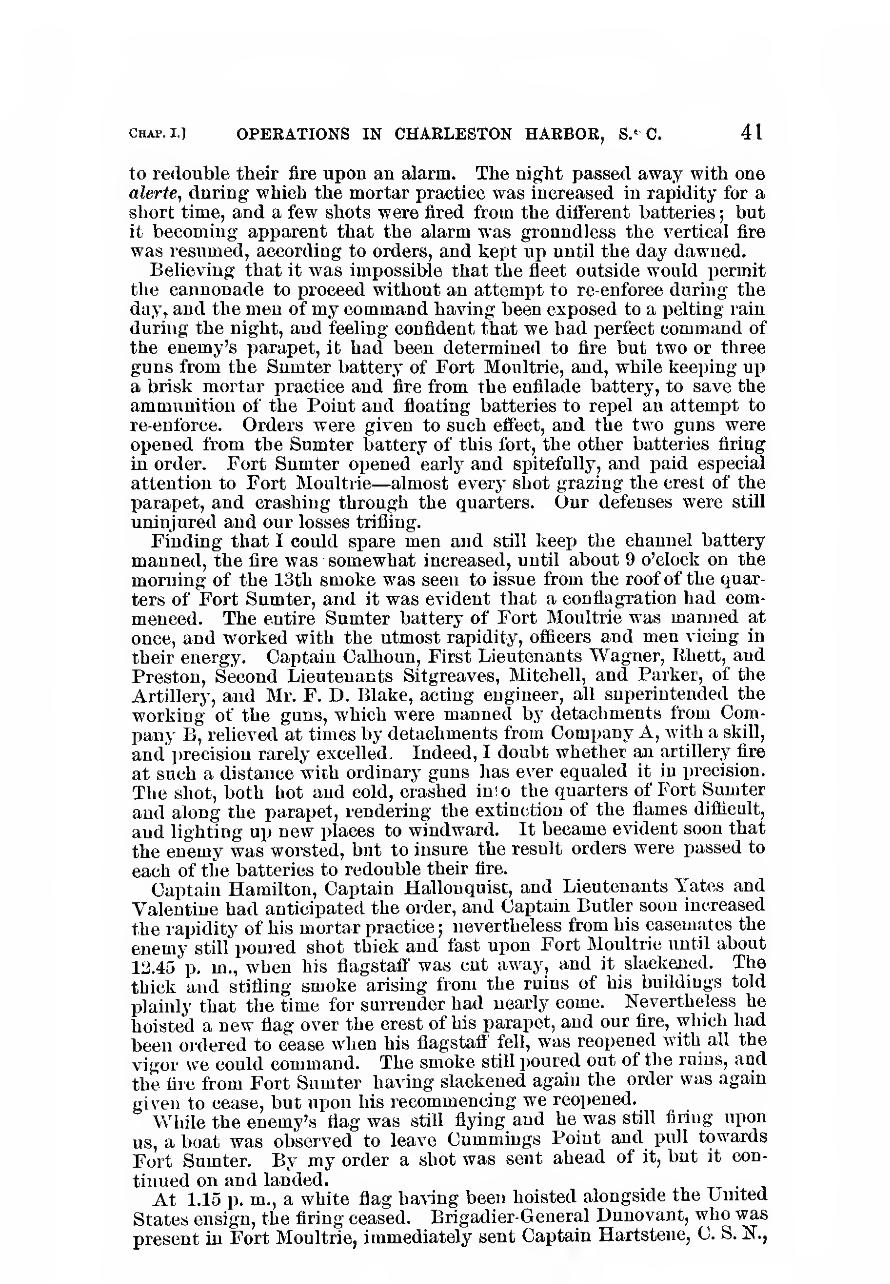 CHAP. I.] OPERATIONS IN CHARLESTON HARBOR, S. C. 41
to redouble their fire upon an alarm. The night passed away with one
alerte, during which the mortar practice was increased in rapidity for a
short time, and a few shots were fired from the different batteries; but
it becoming apparent that the alarm was groundless the vertical fire
was resumed, according to orders, and kept up until the day dawned.
Believing that it was impossible that the fleet outside would permit
the cannonade to proceed without an attempt to re-enforce during the
day, and the men of my command having been exposed to a pelting rain
during the night, and feeling confident that we had perfect command of
the enemy's parapet, it had been determined to fire but two or three
guns from the Sumter battery of Fort Moultrie, and, while keeping up
a brisk mortar practice and fire from the enfilade battery, to save the
ammunition of the Point and floating batteries to repel an attempt to
re-enforce. Orders were given to such effect, and the two guns were
opened from the Sumter battery of this fort, the other batteries firing
in order. Fort Sumter opened early and spitefully, and paid especial
attention to Fort Moultrie—almost every shot grazing the crest of the
parapet, and crashing through the quarters. Our defenses were still
uninjured and our losses trifling.
Finding that I could spare men and still keep the channel battery
manned, the fire was somewhat increased, until about 9 o'clock on the
morning of the 13th smoke was seen to issue from the roof of the quar-
ters of Fort Sumter, and it was evident that a conflagration had com-
menced. The entire Sumter battery of Fort Moultrie was manned at
once, and worked with the utmost rapidity, officers and men vieing in
their energy. Captain Calhoun, First Lieutenants Wagner, Rhett, and
Preston, Second Lieutenants Sitgreaves, Mitchell, and Parker, of the
Artillery, and Mr. F. D. Blake, acting engineer, all superintended the
working of the guns, which were manned by detachments from Com-
pany B, relieved at times by detachments from Company A, with a skill,
and precision rarely excelled. Indeed, I doubt whether an artillery fire
at such a distance with ordinary guns has ever equaled it in precision.
The shot, both hot and cold, crashed into the quarters of Fort Sumter
and along the parapet, rendering the extinction of the flames difficult,
and lighting up new places to windward. It became evident soon that
the enemy was worsted, but to insure the result orders were passed to
each of the batteries to redouble their fire.
Captain Hamilton, Captain Hallonquist, and Lieutenants Yates and
Valentine had anticipated the order, and Captain Butler soon increased
the rapidity of his mortar practice; nevertheless from his casemates the
enemy still poured shot thick and fast upon Fort Moultrie until about
12.45 p. m., when his flagstaff was cut away, and it slackened. The
thick and stifling smoke arising from the ruins of his buildings told
plainly that the time for surrender had nearly come. Nevertheless he
hoisted a new flag over the crest of his parapet, and our fire, which had
been ordered to cease when his flagstaff fell, was reopened with all the
vigor we could command. The smoke still poured out of the ruins, and
the fire from Fort Sumter having slackened again the order was again
given to cease, but upon his recommencing we reopened.
While the enemy's flag was still flying and he was still firing upon
us, a boat was observed to leave Cummings Point and pull towards
Fort Sumter. By my order a shot was sent ahead of it, but it con-
tinued on and landed.
At 1.15 p. m., a white flag having been hoisted alongside the United
States ensign, the firing ceased. Brigadier-General Dunovant, who was
present in Fort Moultrie, immediately sent Captain Hartstene, C. S. N.,